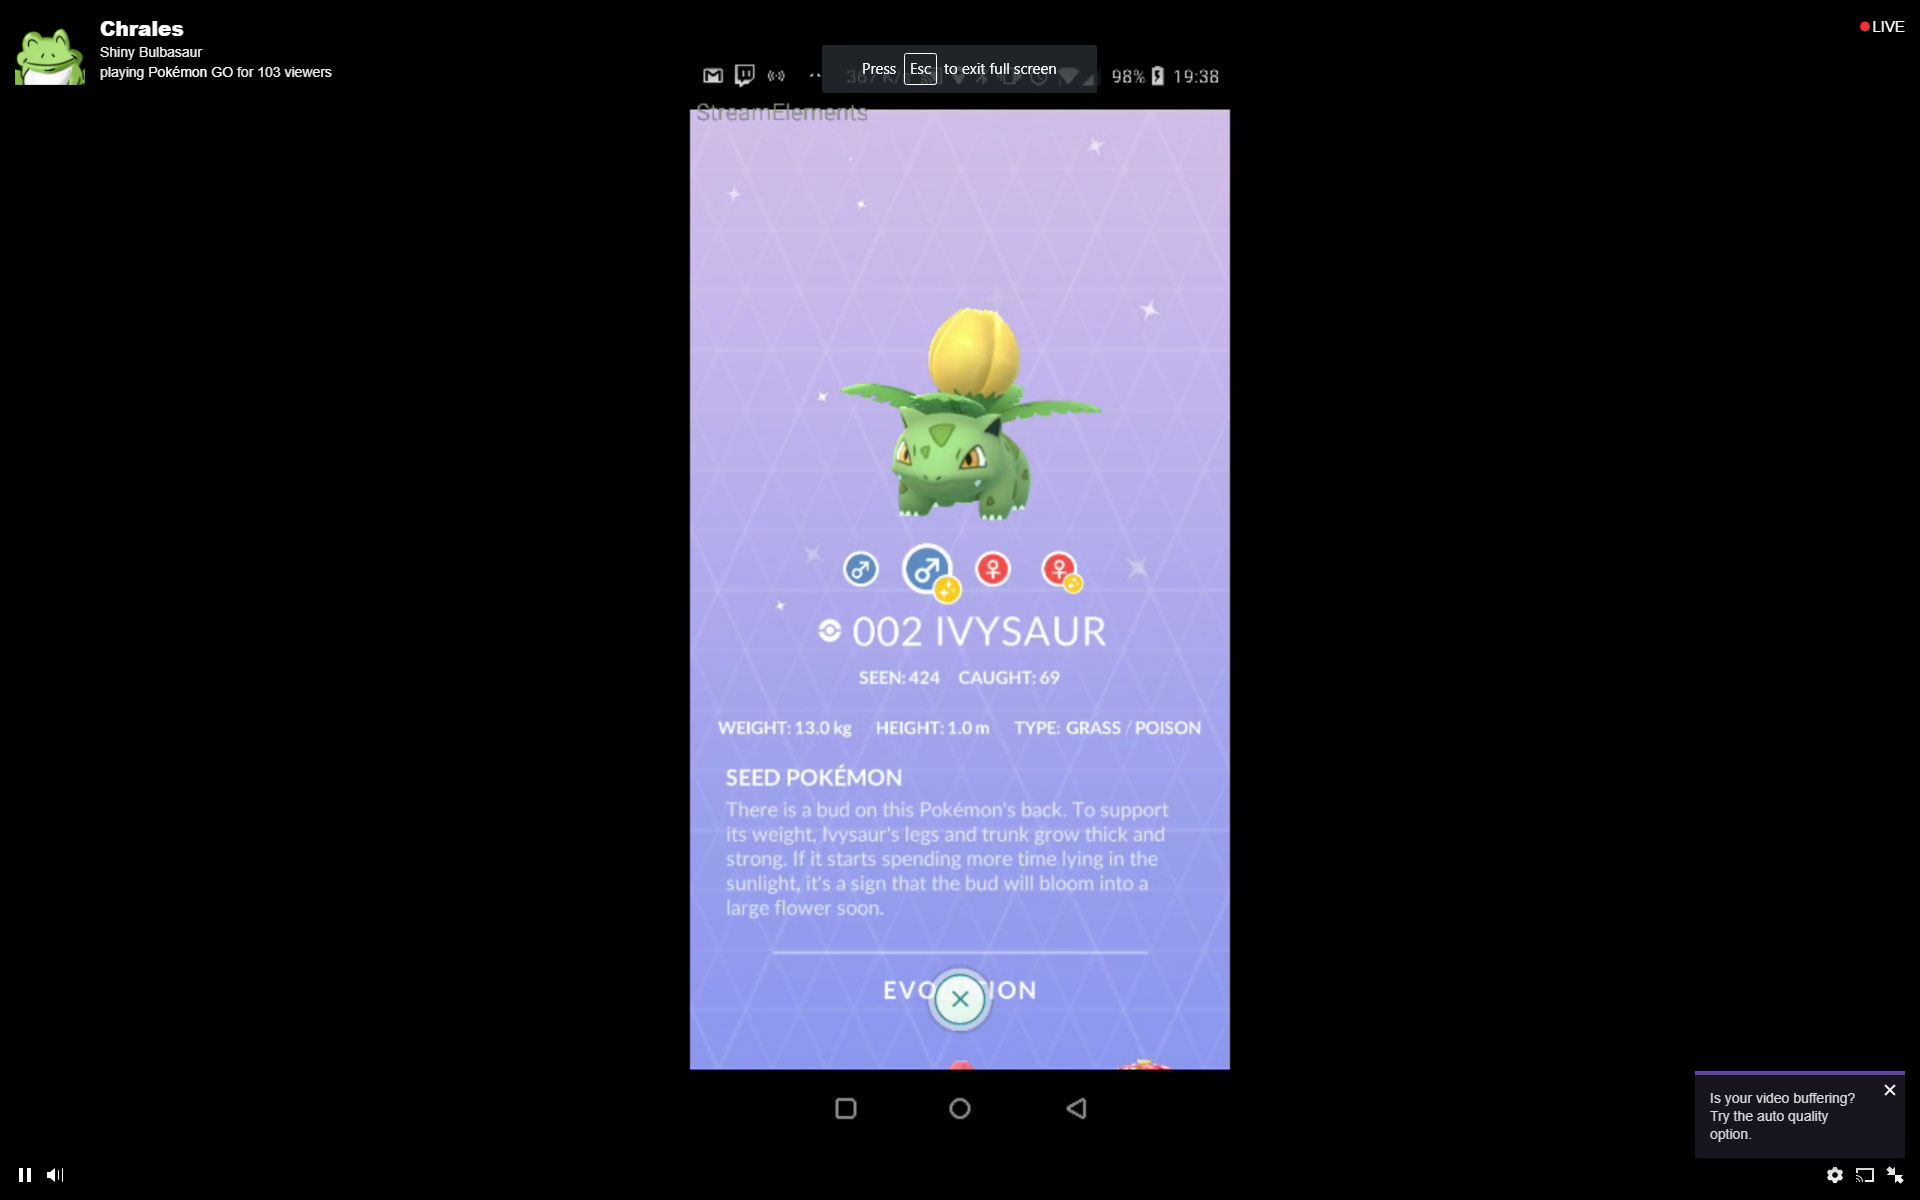 Chrales
Shiny Bulbasaur
playing Pokémon GO for 103 viewers
LIVE
Press Esc to exit full screen
98% 19:38
StreamElements
002 IVYSAUR
SEEN: 424 CAUGHT: 69
WEIGHT: 13.0 kg HEIGHT: 1.0 m TYPE: GRASS / POISON
SEED POKÉMON
There is a bud on this Pokémon's back. To support
its weight, Ivysaur's legs and trunk grow thick and
strong. If it starts spending more time lying in the
sunlight, it's a sign that the bud will bloom into a
large flower soon.
Is your video buffering?
Try the auto quality
option.